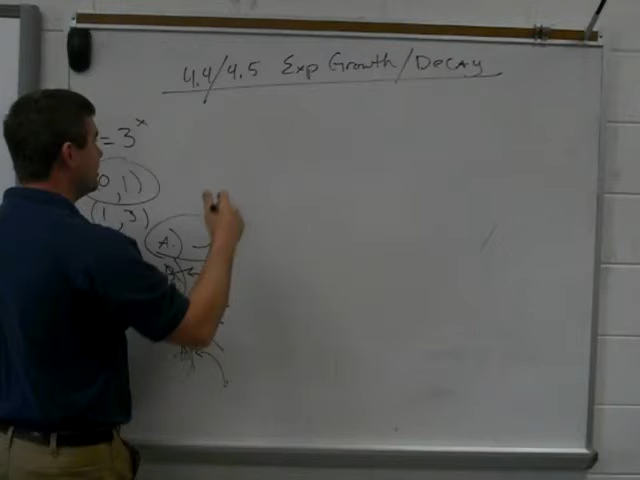 4.4/4.5 Exp Growth/Decay
= 3^x
0, 1)
(1, 3)
A.
B